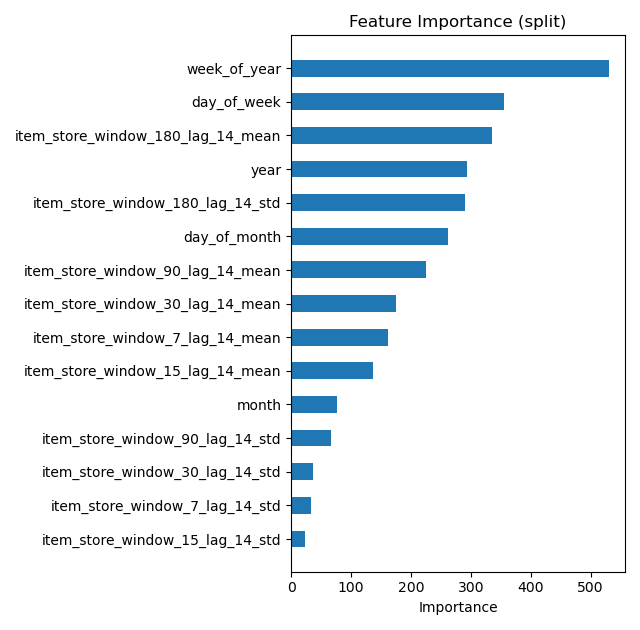 Feature Importance (split)
week_of_year
day_of_week
item_store_window_180_lag_14_mean
year
item_store_window_180_lag_14_std
day_of_month
item_store_window_90_lag_14_mean
item_store_window_30_lag_14_mean
item_store_window_7_lag_14_mean
item_store_window_15_lag_14_mean
month
item_store_window_90_lag_14_std
item_store_window_30_lag_14_std
item_store_window_7_lag_14_std
item_store_window_15_lag_14_std
0 100 200 300 400 500
Importance